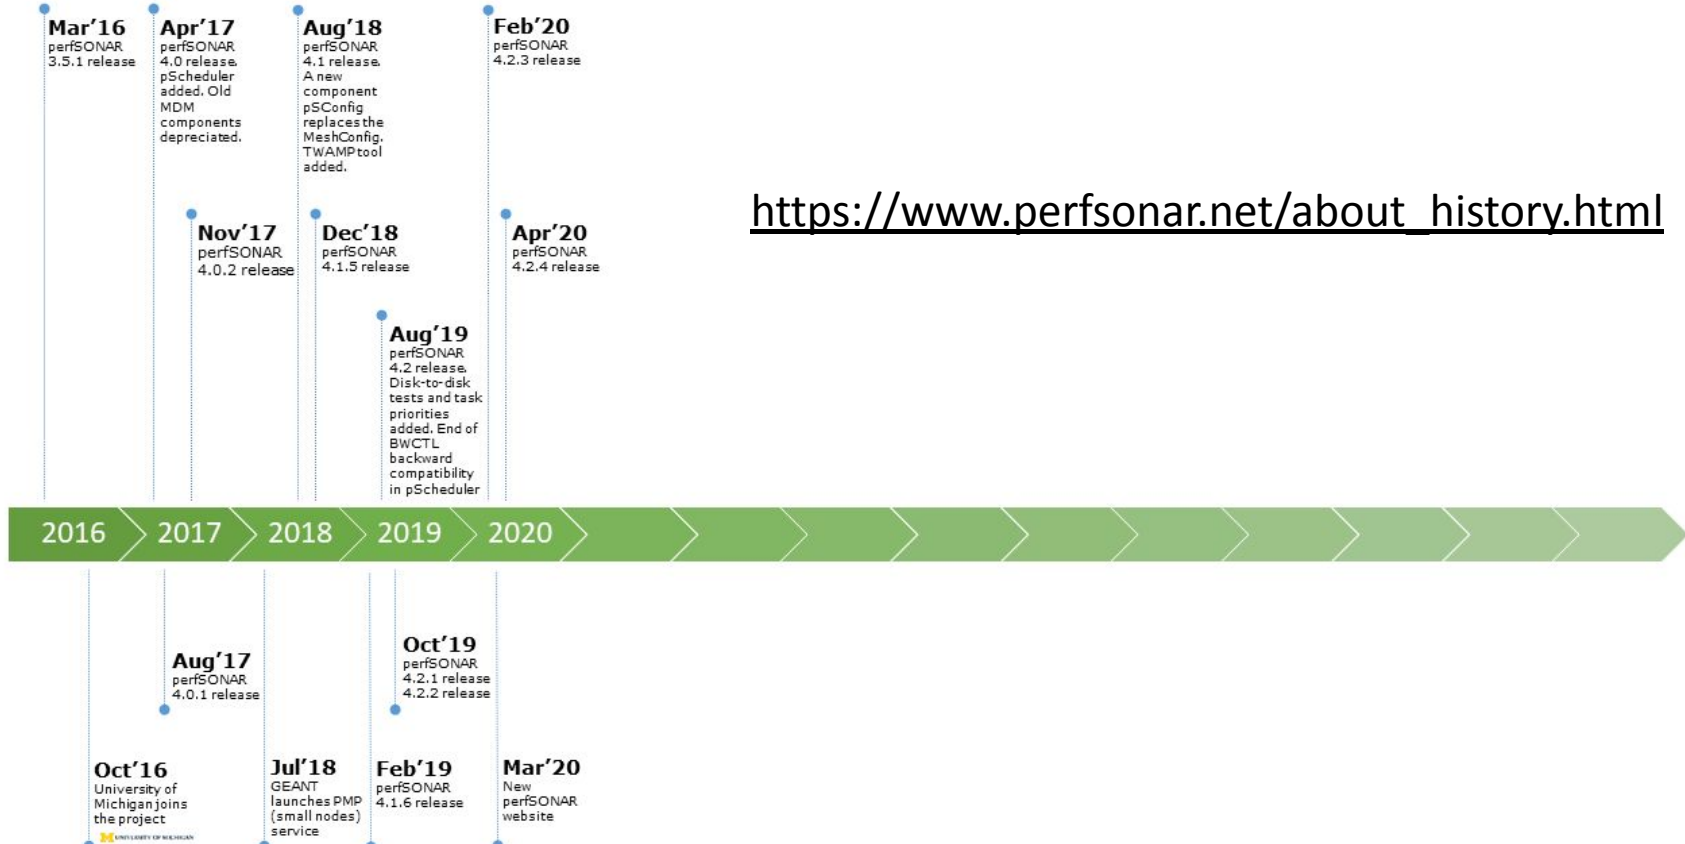 Mar'16
perfSONAR
3.5.1 release
Apr'17
perfSONAR
4.0 release.
pScheduler
added. Old
MDM
components
depreciated.
Aug'18
perfSONAR
4.1 release.
A new
component
pSConfig
replaces the
MeshConfig.
TWAMP tool
added.
Feb'20
perfSONAR
4.2.3 release
https://www.perfsonar.net/about_history.html
Nov'17
perfSONAR
4.0.2 release
Dec'18
perfSONAR
4.1.5 release
Apr'20
perfSONAR
4.2.4 release
Aug'19
perfSONAR
4.2 release.
Disk-to-disk
tests and task
priorities
added. End of
BWCTL
backward
compatibility
in pScheduler
2016
2017
2018
2019
2020
Aug'17
perfSONAR
4.0.1 release
Oct'19
perfSONAR
4.2.1 release
4.2.2 release
Oct'16
University of
Michigan joins
the project
M UNIVERSITY OF MICHIGAN
Jul'18
GEANT
launches PMP
(small nodes)
service
Feb'19
perfSONAR
4.1.6 release
Mar'20
New
perfSONAR
website